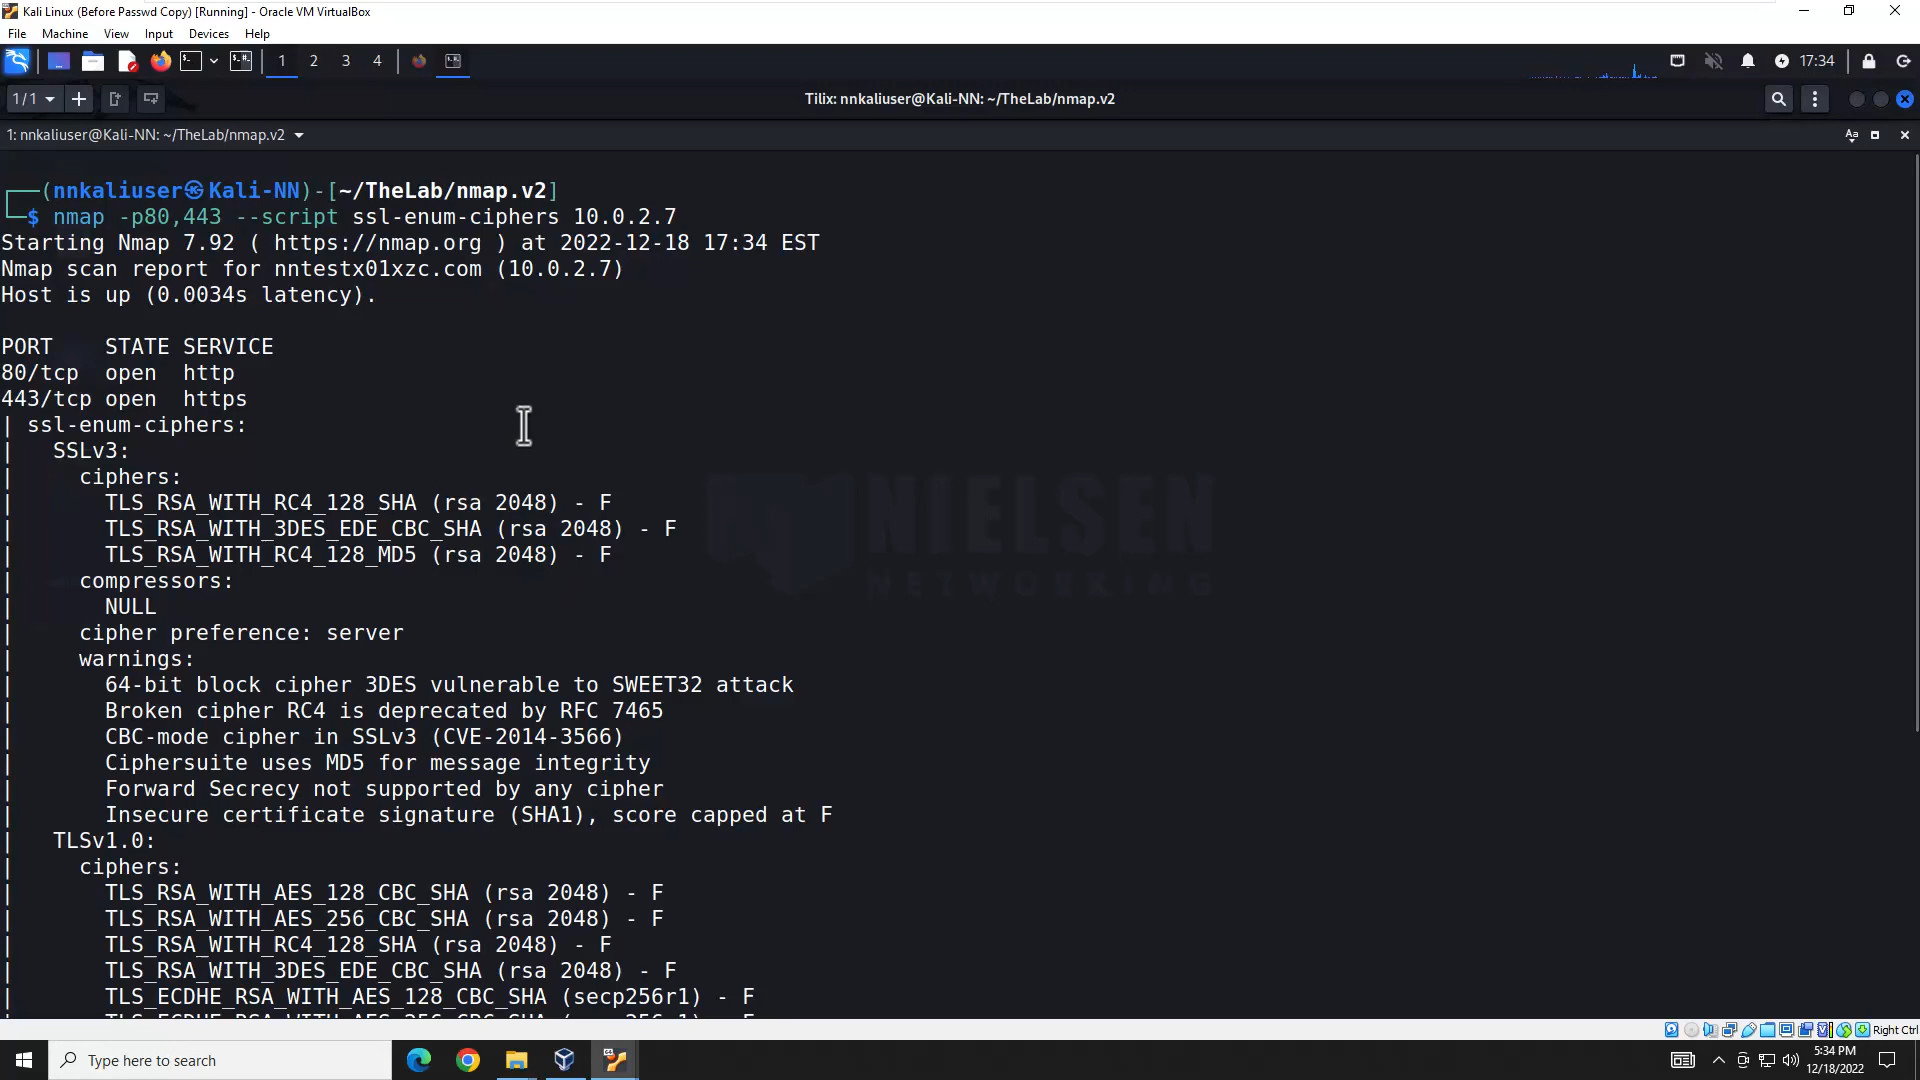 Kali Linux (Before Passwd Copy) [Running] - Oracle VM VirtualBox
File Machine View Input Devices Help
1 2 3 4 17:34
1/1 Tilix: nnkaliuser@Kali-NN: ~/TheLab/nmap.v2
1: nnkaliuser@Kali-NN: ~/TheLab/nmap.v2
(nnkaliuser㉿Kali-NN)-[~/TheLab/nmap.v2]
$ nmap -p80,443 --script ssl-enum-ciphers 10.0.2.7
Starting Nmap 7.92 ( https://nmap.org ) at 2022-12-18 17:34 EST
Nmap scan report for nntestx01xzc.com (10.0.2.7)
Host is up (0.0034s latency).
PORT    STATE SERVICE
80/tcp  open  http
443/tcp open  https
| ssl-enum-ciphers:
|   SSLv3:
|     ciphers:
|       TLS_RSA_WITH_RC4_128_SHA (rsa 2048) - F
|       TLS_RSA_WITH_3DES_EDE_CBC_SHA (rsa 2048) - F
|       TLS_RSA_WITH_RC4_128_MD5 (rsa 2048) - F
|     compressors:
|       NULL
|     cipher preference: server
|     warnings:
|       64-bit block cipher 3DES vulnerable to SWEET32 attack
|       Broken cipher RC4 is deprecated by RFC 7465
|       CBC-mode cipher in SSLv3 (CVE-2014-3566)
|       Ciphersuite uses MD5 for message integrity
|       Forward Secrecy not supported by any cipher
|       Insecure certificate signature (SHA1), score capped at F
|   TLSv1.0:
|     ciphers:
|       TLS_RSA_WITH_AES_128_CBC_SHA (rsa 2048) - F
|       TLS_RSA_WITH_AES_256_CBC_SHA (rsa 2048) - F
|       TLS_RSA_WITH_RC4_128_SHA (rsa 2048) - F
|       TLS_RSA_WITH_3DES_EDE_CBC_SHA (rsa 2048) - F
|       TLS_ECDHE_RSA_WITH_AES_128_CBC_SHA (secp256r1) - F
NIELSEN
NETWORKING
Right Ctrl
Type here to search
5:34 PM
12/18/2022